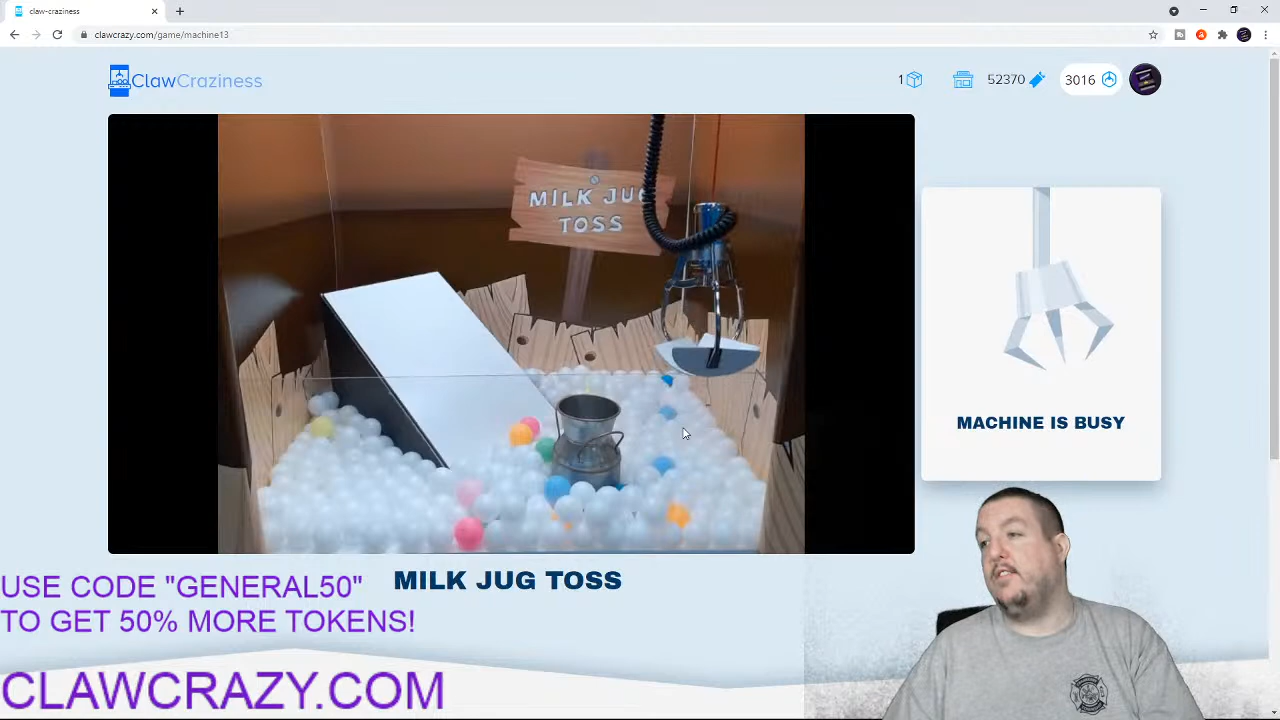 claw-craziness
clawcrazy.com/game/machine13
ClawCraziness
1
52370
3016
MILK JUG
TOSS
MACHINE IS BUSY
MILK JUG TOSS
USE CODE "GENERAL50"
TO GET 50% MORE TOKENS!
CLAWCRAZY.COM